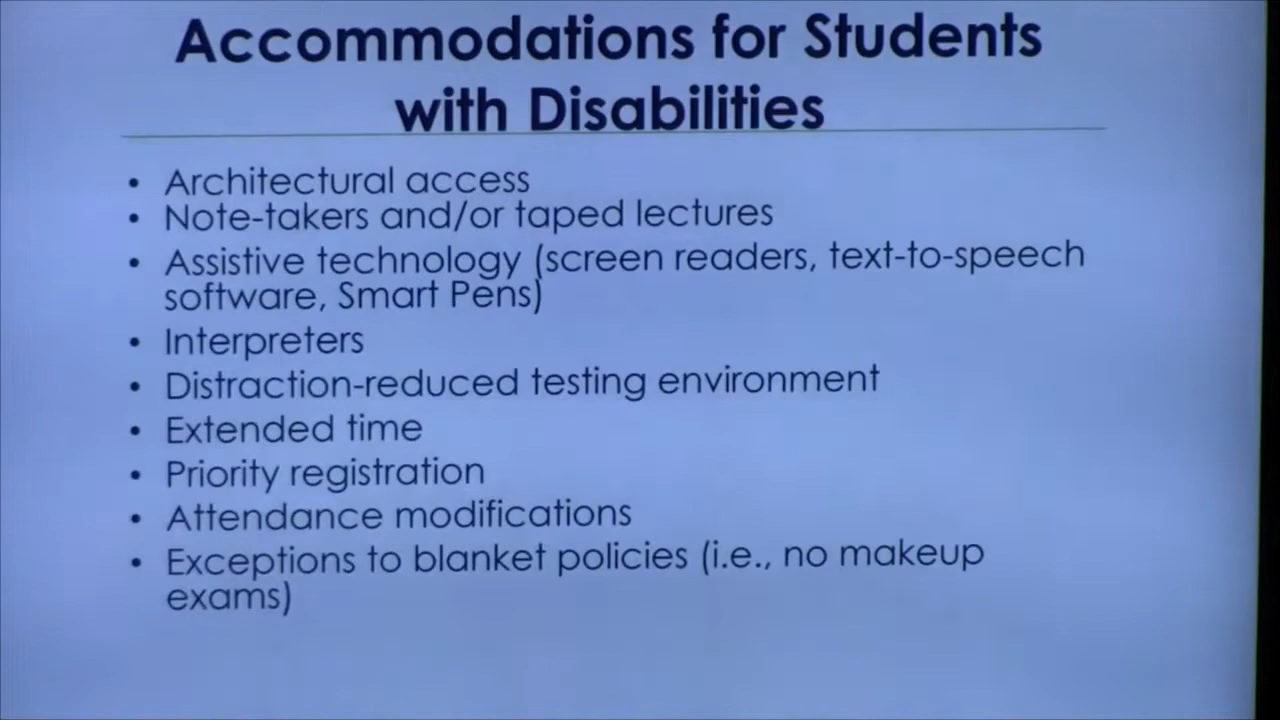 Accommodations for Students
with Disabilities
• Architectural access
• Note-takers and/or taped lectures
• Assistive technology (screen readers, text-to-speech
software, Smart Pens)
• Interpreters
• Distraction-reduced testing environment
• Extended time
• Priority registration
• Attendance modifications
• Exceptions to blanket policies (i.e., no makeup
exams)